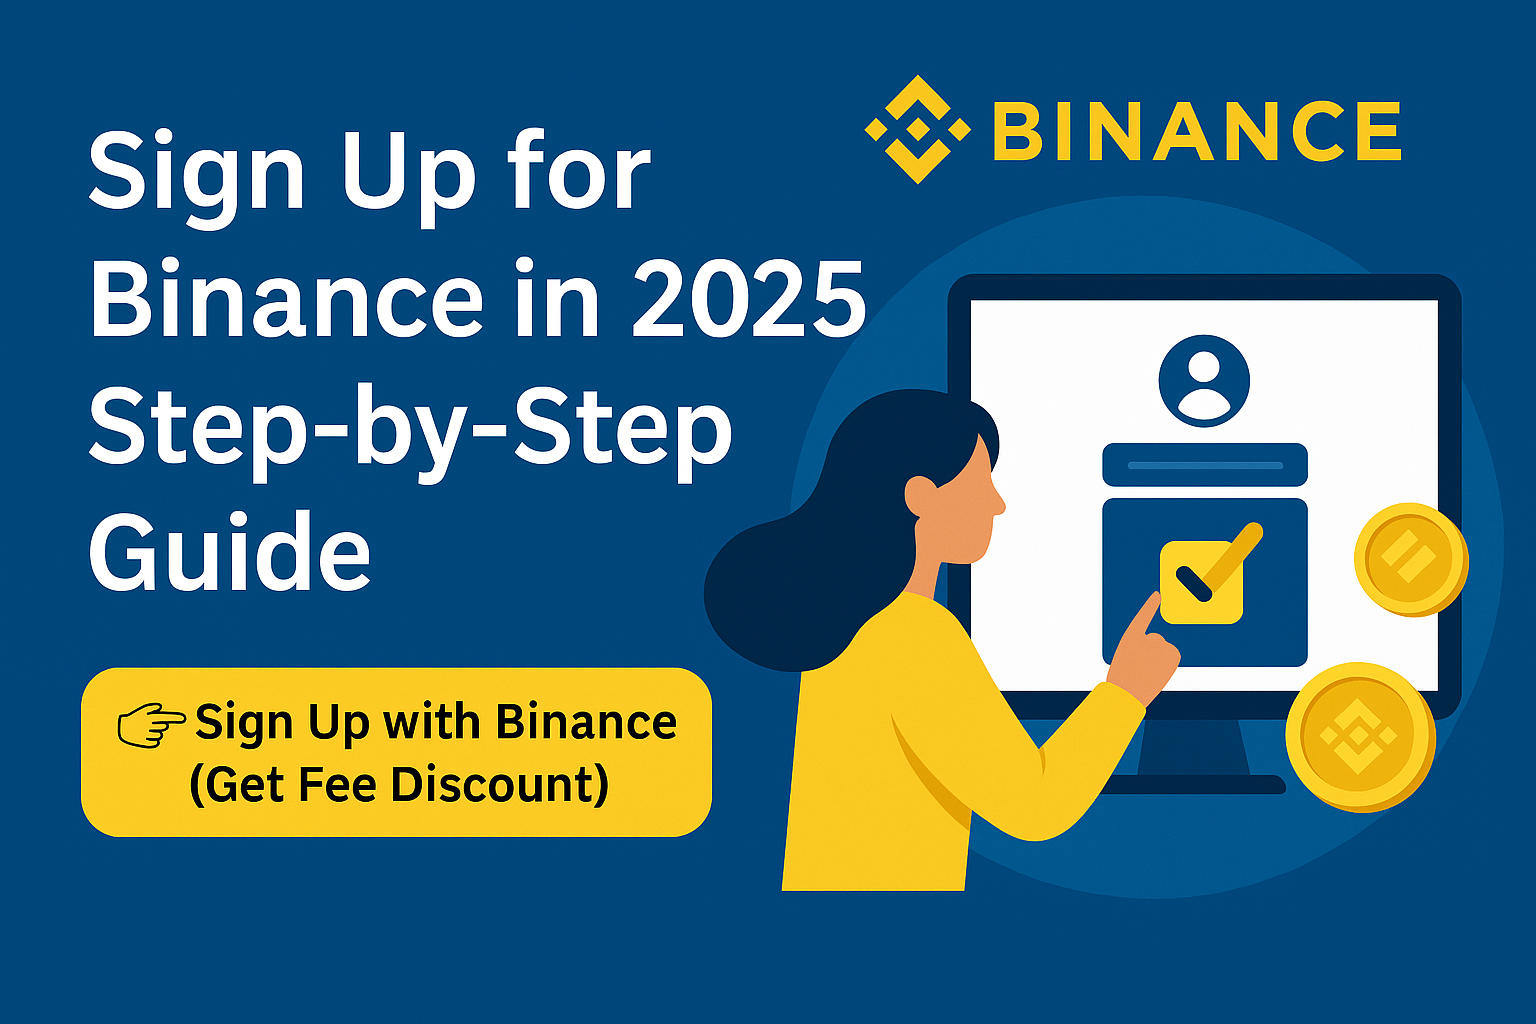 Sign Up for
Binance in 2025
Step-by-Step
Guide
BINANCE
Sign Up with Binance
(Get Fee Discount)